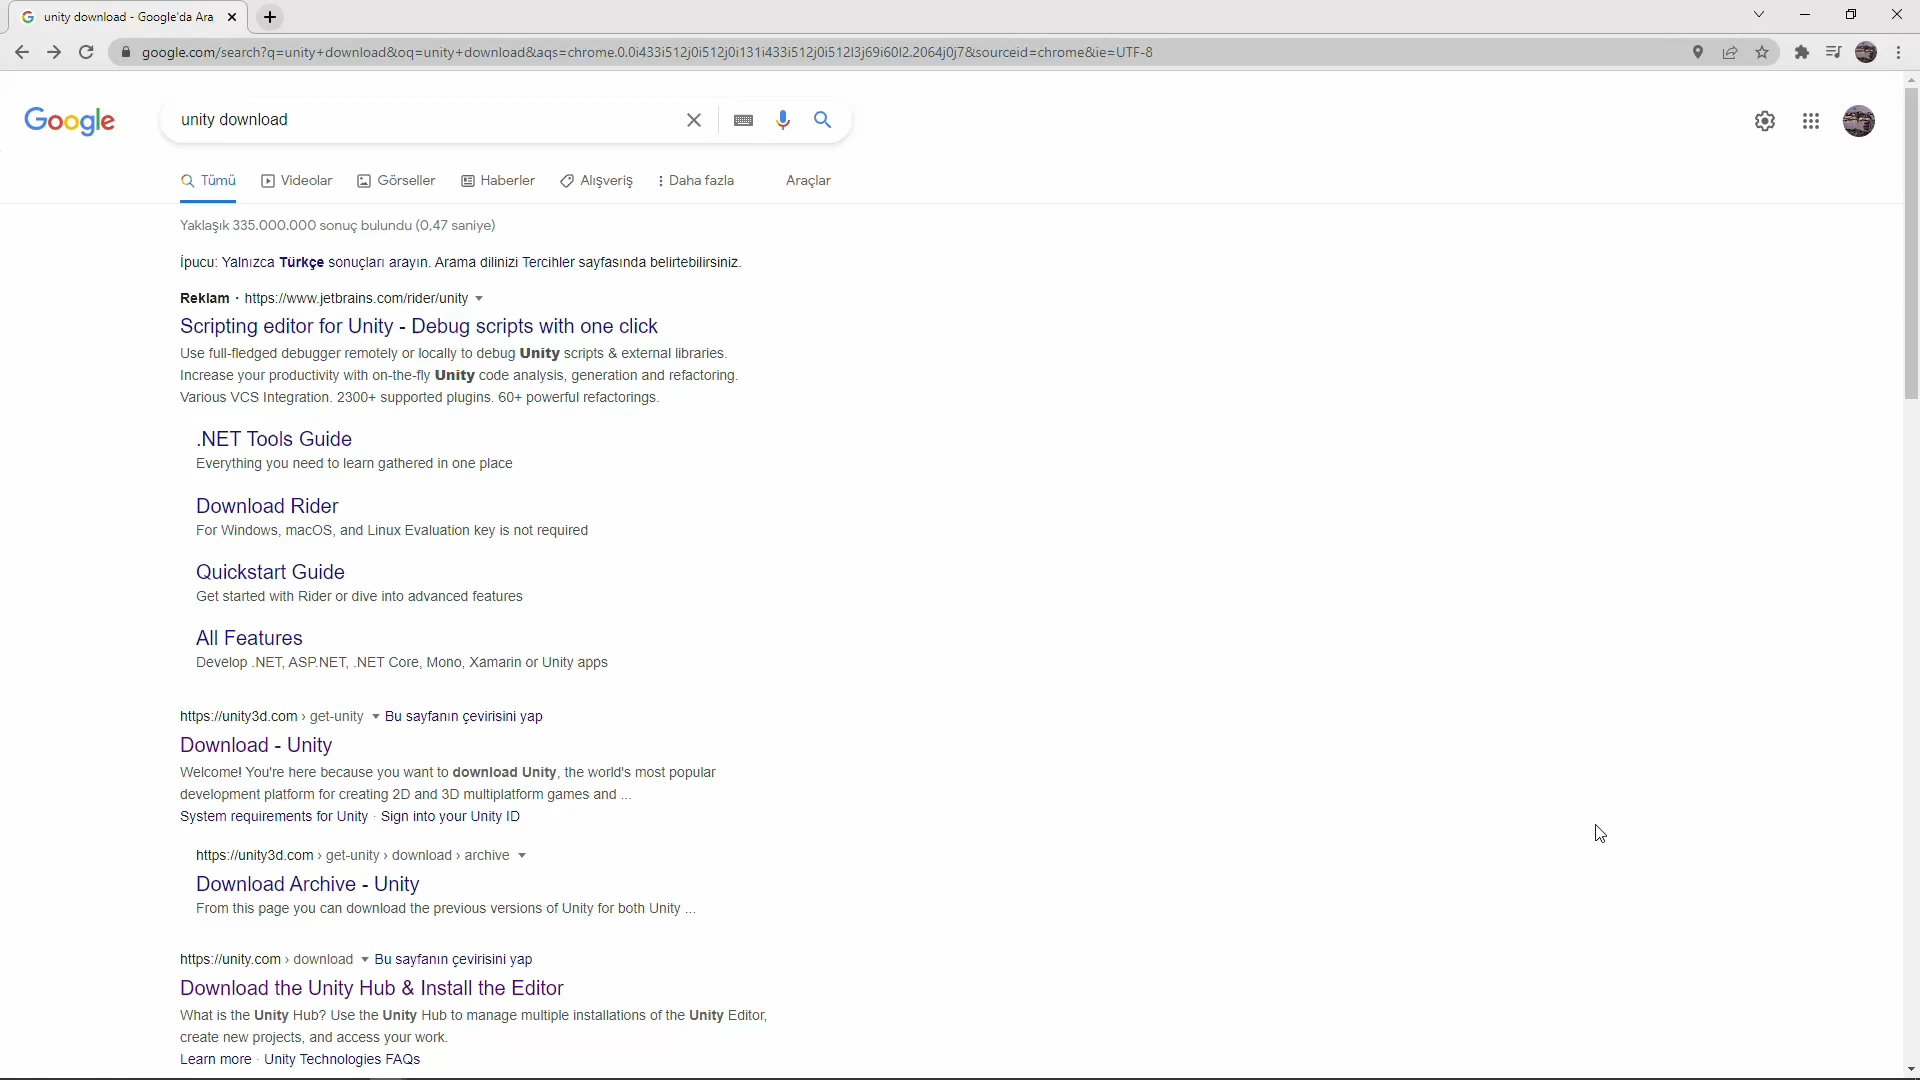 unity download - Google'da Ara
google.com/search?q=unity+download&oq=unity+download&aqs=chrome.0.0i433i512j0i512j0i131i433i512j0i512l3j69i60l2.2064j0j7&sourceid=chrome&ie=UTF-8
Google
unity download
Tümü Videolar Görseller Haberler Alışveriş Daha fazla Araçlar
Yaklaşık 335.000.000 sonuç bulundu (0,47 saniye)
İpucu: Yalnızca Türkçe sonuçları arayın. Arama dilinizi Tercihler sayfasında belirtebilirsiniz.
Reklam · https://www.jetbrains.com/rider/unity
Scripting editor for Unity - Debug scripts with one click
Use full-fledged debugger remotely or locally to debug Unity scripts & external libraries.
Increase your productivity with on-the-fly Unity code analysis, generation and refactoring.
Various VCS Integration. 2300+ supported plugins. 60+ powerful refactorings.
.NET Tools Guide
Everything you need to learn gathered in one place
Download Rider
For Windows, macOS, and Linux Evaluation key is not required
Quickstart Guide
Get started with Rider or dive into advanced features
All Features
Develop .NET, ASP.NET, .NET Core, Mono, Xamarin or Unity apps
https://unity3d.com › get-unity Bu sayfanın çevirisini yap
Download - Unity
Welcome! You're here because you want to download Unity, the world's most popular
development platform for creating 2D and 3D multiplatform games and ...
System requirements for Unity · Sign into your Unity ID
https://unity3d.com › get-unity › download › archive
Download Archive - Unity
From this page you can download the previous versions of Unity for both Unity ...
https://unity.com › download Bu sayfanın çevirisini yap
Download the Unity Hub & Install the Editor
What is the Unity Hub? Use the Unity Hub to manage multiple installations of the Unity Editor,
create new projects, and access your work.
Learn more · Unity Technologies FAQs